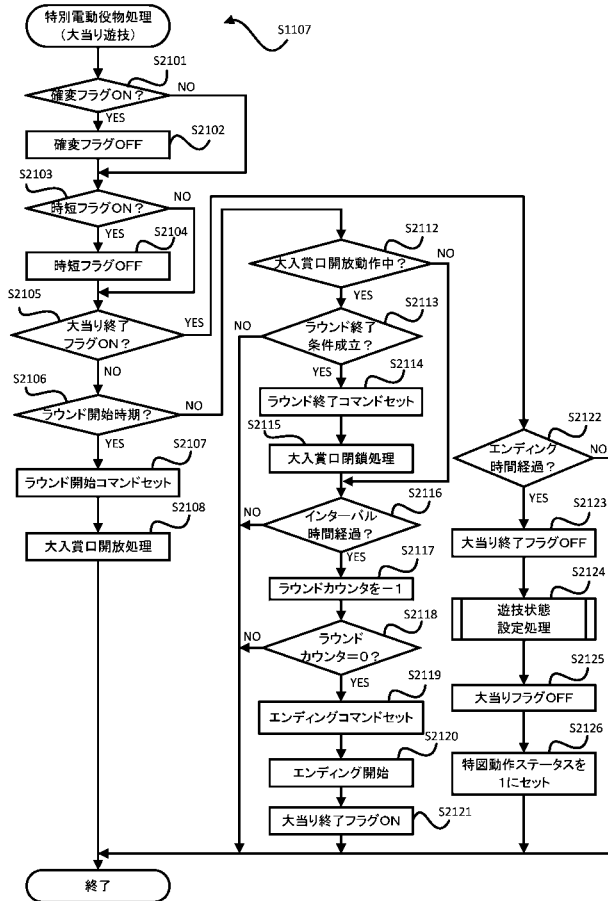 特別電動役物処理
（大当り遊技）
S1107
S2101
確変フラグON？
NO
YES
S2102
確変フラグOFF
S2103
時短フラグON？
NO
YES
S2104
時短フラグOFF
S2105
大当り終了
フラグON？
YES
NO
S2106
ラウンド開始時期？
NO
YES
S2107
ラウンド開始コマンドセット
S2108
大入賞口開放処理
S2112
大入賞口開放動作中？
NO
YES
S2113
ラウンド終了
条件成立？
NO
YES
S2114
ラウンド終了コマンドセット
S2115
大入賞口閉鎖処理
S2116
インターバル
時間経過？
NO
YES
S2117
ラウンドカウンタを－1
S2118
ラウンド
カウンタ＝0？
NO
YES
S2119
エンディングコマンドセット
S2120
エンディング開始
大当り終了フラグON
S2121
S2122
エンディング
時間経過？
NO
YES
S2123
大当り終了フラグOFF
S2124
遊技状態
設定処理
S2125
大当りフラグOFF
S2126
特図動作ステータスを
1にセット
終了